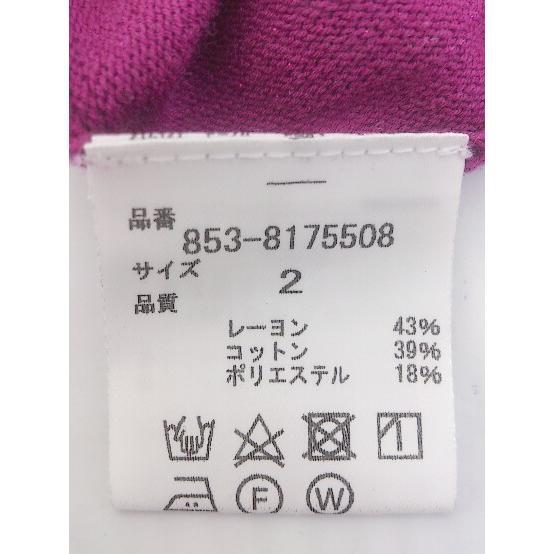 品番
853-8175508
サイズ 2
品質
レーヨン 43%
コットン 39%
ポリエステル 18%
F W